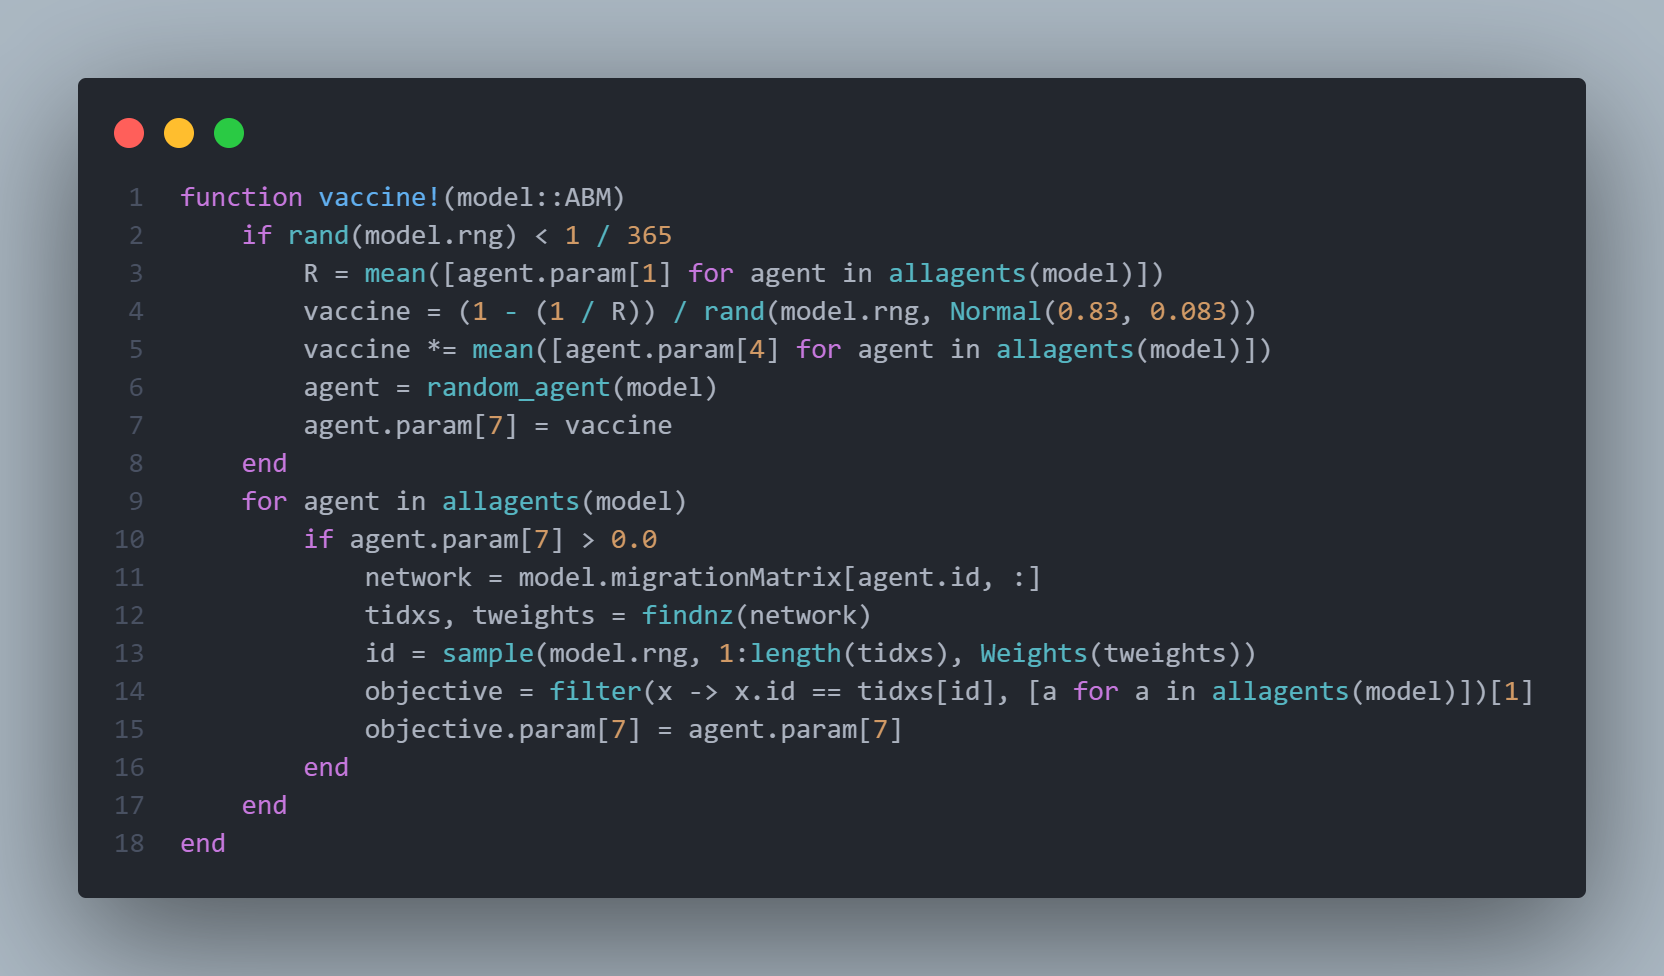 1 function vaccine!(model::ABM)
2     if rand(model.rng) < 1 / 365
3         R = mean([agent.param[1] for agent in allagents(model)])
4         vaccine = (1 - (1 / R)) / rand(model.rng, Normal(0.83, 0.083))
5         vaccine *= mean([agent.param[4] for agent in allagents(model)])
6         agent = random_agent(model)
7         agent.param[7] = vaccine
8     end
9     for agent in allagents(model)
10         if agent.param[7] > 0.0
11             network = model.migrationMatrix[agent.id, :]
12             tidxs, tweights = findnz(network)
13             id = sample(model.rng, 1:length(tidxs), Weights(tweights))
14             objective = filter(x -> x.id == tidxs[id], [a for a in allagents(model)])[1]
15             objective.param[7] = agent.param[7]
16         end
17     end
18 end